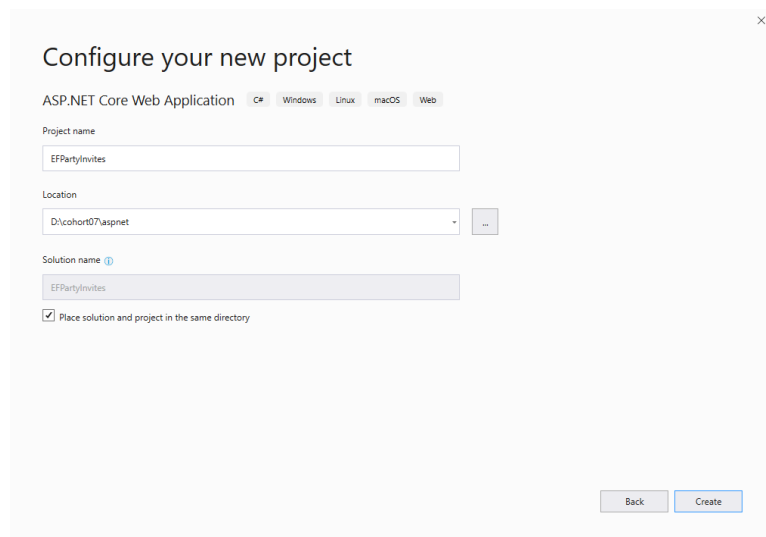 Configure your new project
ASP.NET Core Web Application C# Windows Linux macOS Web
Project name
EFPartyInvites
Location
D:\cohort07\aspnet
...
Solution name
EFPartyInvites
Place solution and project in the same directory
Back Create